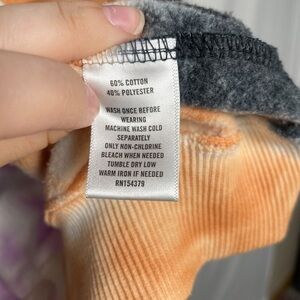 60% COTTON
40% POLYESTER
WASH ONCE BEFORE
WEARING
MACHINE WASH COLD
SEPARATELY
ONLY NON-CHLORINE
BLEACH WHEN NEEDED
TUMBLE DRY LOW
WARM IRON IF NEEDED
RN154379